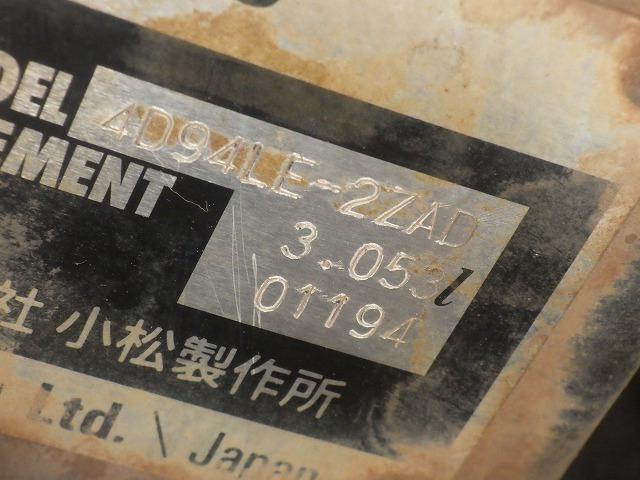 DEL 4D94LE-2ZAD
EMENT 3.053l
01194
社 小松製作所
Ltd. \ Japan